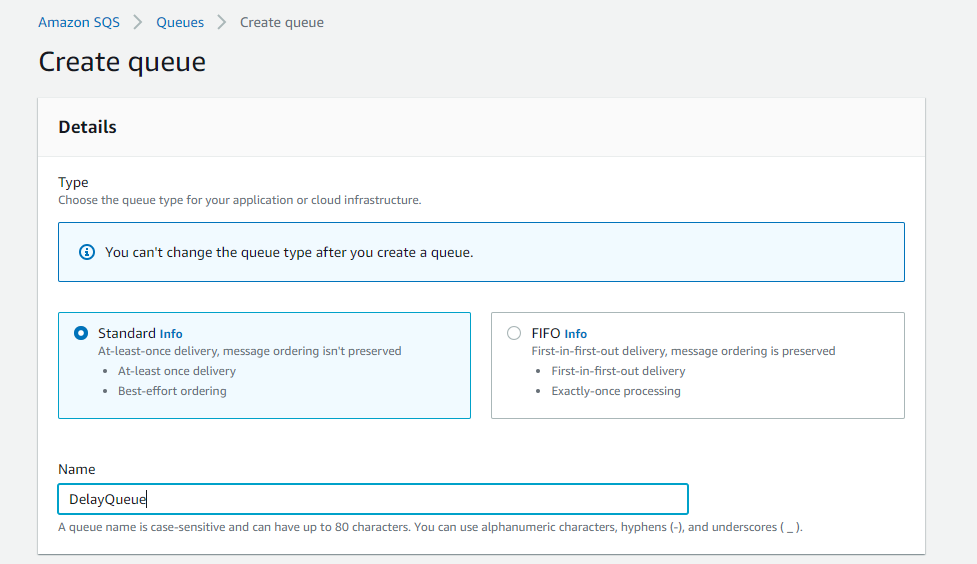 Amazon SQS > Queues > Create queue
Create queue
Details
Type
Choose the queue type for your application or cloud infrastructure.
You can't change the queue type after you create a queue.
Standard Info
At-least-once delivery, message ordering isn't preserved
• At-least once delivery
• Best-effort ordering
FIFO Info
First-in-first-out delivery, message ordering is preserved
• First-in-first-out delivery
• Exactly-once processing
Name
DelayQueue
A queue name is case-sensitive and can have up to 80 characters. You can use alphanumeric characters, hyphens (-), and underscores ( _ ).